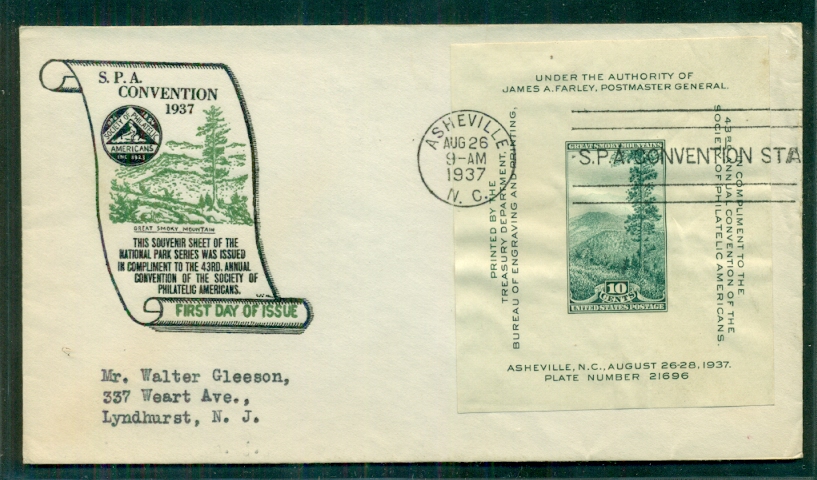 S. P. A.
CONVENTION
1937
SOCIETY OF PHILATELIC
AMERICANS
INC. 1927
GREAT SMOKY MOUNTAIN
THIS SOUVENIR SHEET OF THE
NATIONAL PARK SERIES WAS ISSUED
IN COMPLIMENT TO THE 43RD. ANNUAL
CONVENTION OF THE SOCIETY OF
PHILATELIC AMERICANS.
FIRST DAY OF ISSUE
Mr. Walter Gleeson,
337 Weart Ave.,
Lyndhurst, N. J.
ASHEVILLE
AUG 26
9-AM
1937
N. C.
S.P.A. CONVENTION STA
UNDER THE AUTHORITY OF
JAMES A. FARLEY, POSTMASTER GENERAL.
PRINTED BY THE
TREASURY DEPARTMENT,
BUREAU OF ENGRAVING AND PRINTING,
GREAT SMOKY MOUNTAINS
10
CENTS
UNITED STATES POSTAGE
IN COMPLIMENT TO THE
43RD ANNUAL CONVENTION OF THE
SOCIETY OF PHILATELIC AMERICANS.
ASHEVILLE, N.C., AUGUST 26-28, 1937.
PLATE NUMBER 21696